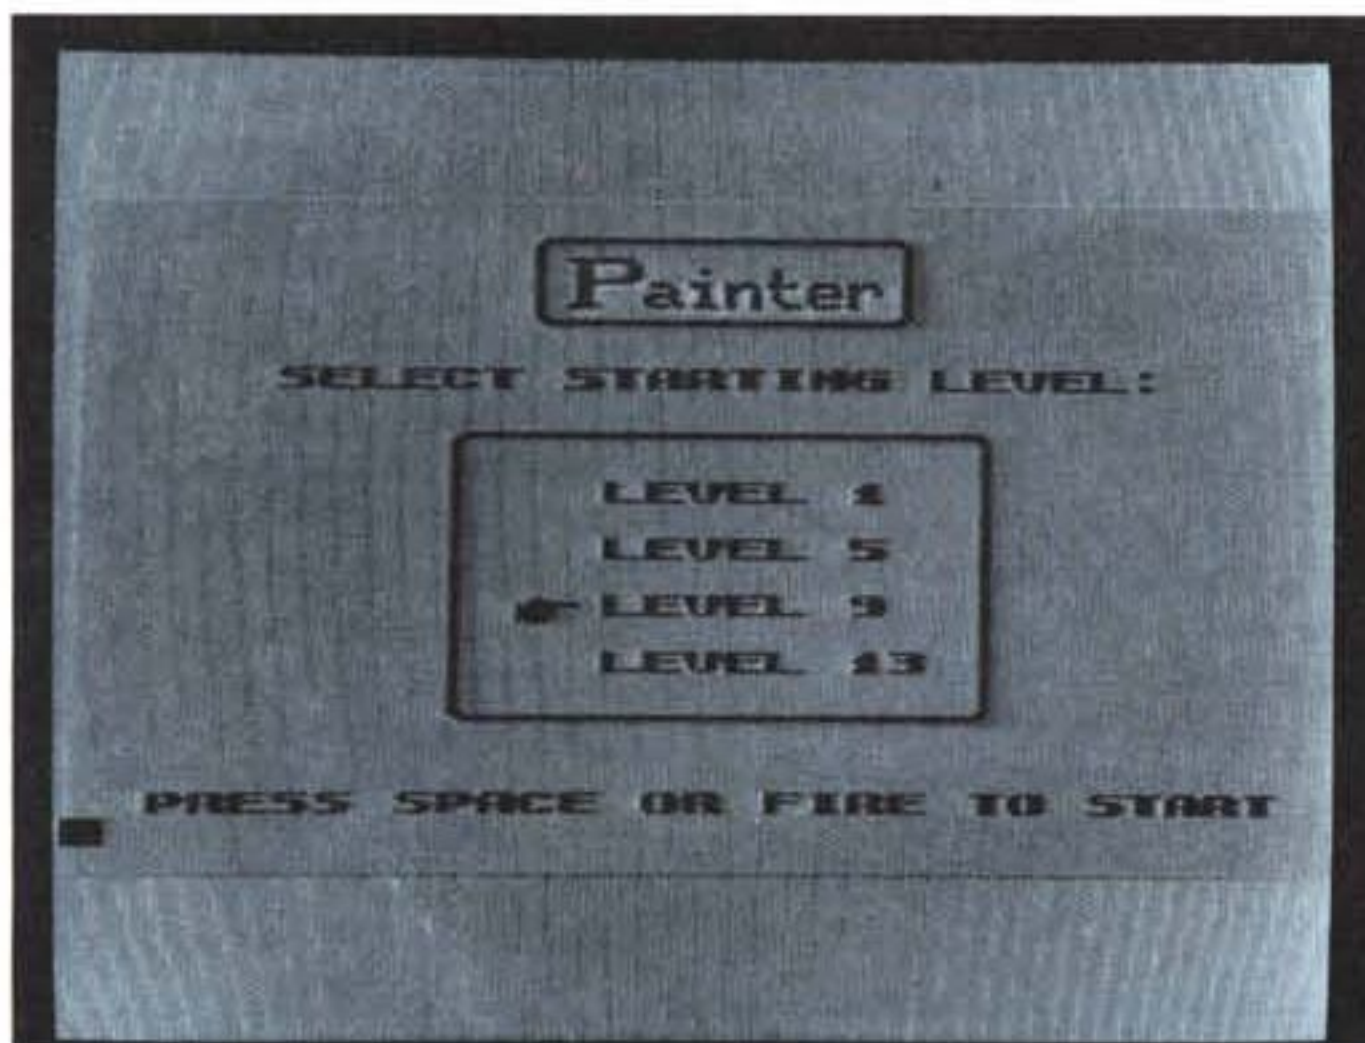 Painter
SELECT STARTING LEVEL:
LEVEL 1
LEVEL 5
LEVEL 9
LEVEL 13
PRESS SPACE OR FIRE TO START